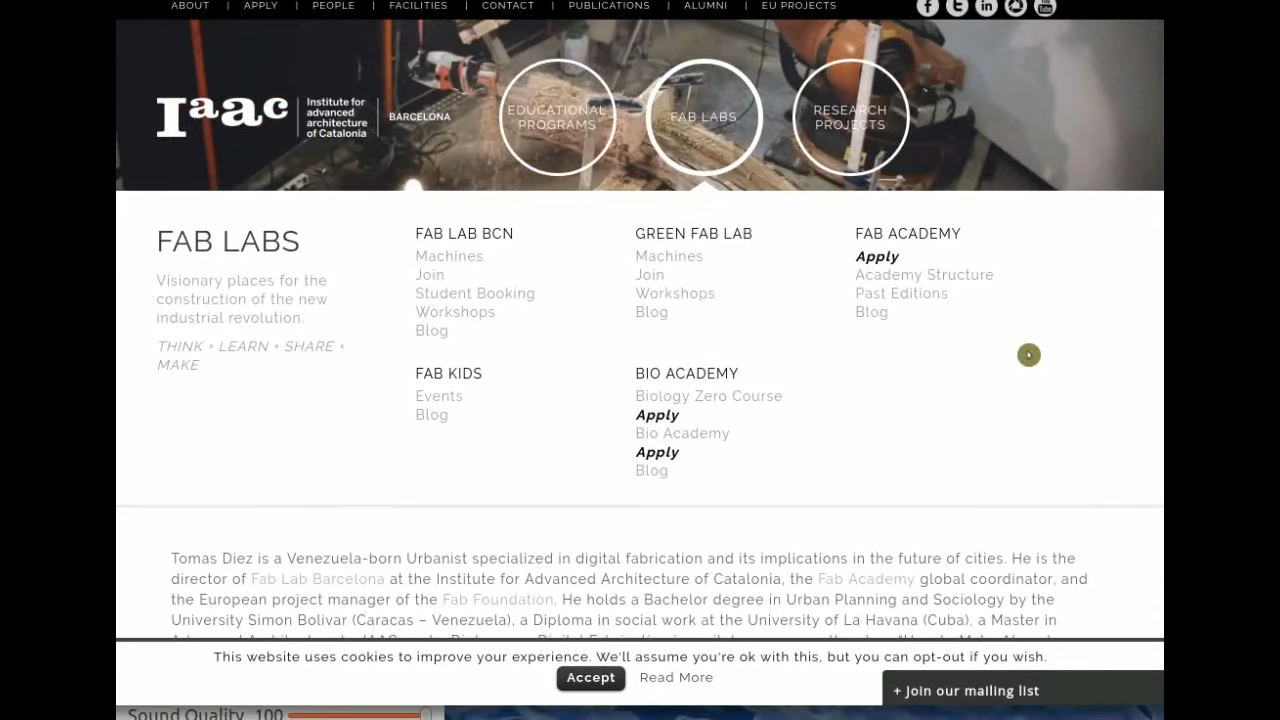 ABOUT | APPLY | PEOPLE | FACILITIES | CONTACT | PUBLICATIONS | ALUMNI | EU PROJECTS
Iaac
Institute for
advanced
architecture
of Catalonia
BARCELONA
EDUCATIONAL
PROGRAMS
FAB LABS
RESEARCH
PROJECTS
FAB LABS
Visionary places for the
construction of the new
industrial revolution.
THINK + LEARN + SHARE +
MAKE
FAB LAB BCN
Machines
Join
Student Booking
Workshops
Blog
GREEN FAB LAB
Machines
Join
Workshops
Blog
FAB ACADEMY
Apply
Academy Structure
Past Editions
Blog
FAB KIDS
Events
Blog
BIO ACADEMY
Biology Zero Course
Apply
Bio Academy
Apply
Blog
Tomas Diez is a Venezuela-born Urbanist specialized in digital fabrication and its implications in the future of cities. He is the
director of Fab Lab Barcelona at the Institute for Advanced Architecture of Catalonia, the Fab Academy global coordinator, and
the European project manager of the Fab Foundation. He holds a Bachelor degree in Urban Planning and Sociology by the
University Simon Bolivar (Caracas – Venezuela), a Diploma in social work at the University of La Havana (Cuba), a Master in
This website uses cookies to improve your experience. We'll assume you're ok with this, but you can opt-out if you wish.
Accept Read More
+ Join our mailing list
Sound Quality 100